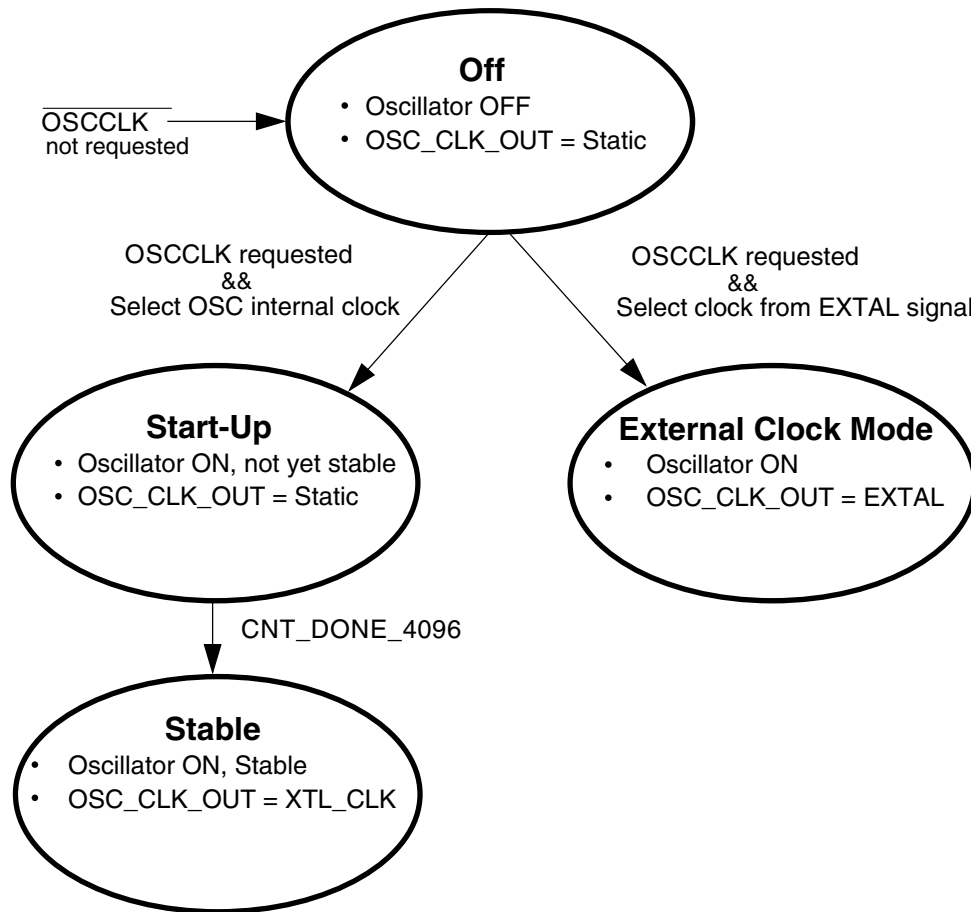 Off
• Oscillator OFF
• OSC_CLK_OUT = Static
OSCCLK
not requested
OSCCLK requested
&&
Select OSC internal clock
OSCCLK requested
&&
Select clock from EXTAL signal
Start-Up
• Oscillator ON, not yet stable
• OSC_CLK_OUT = Static
External Clock Mode
• Oscillator ON
• OSC_CLK_OUT = EXTAL
CNT_DONE_4096
Stable
• Oscillator ON, Stable
• OSC_CLK_OUT = XTL_CLK